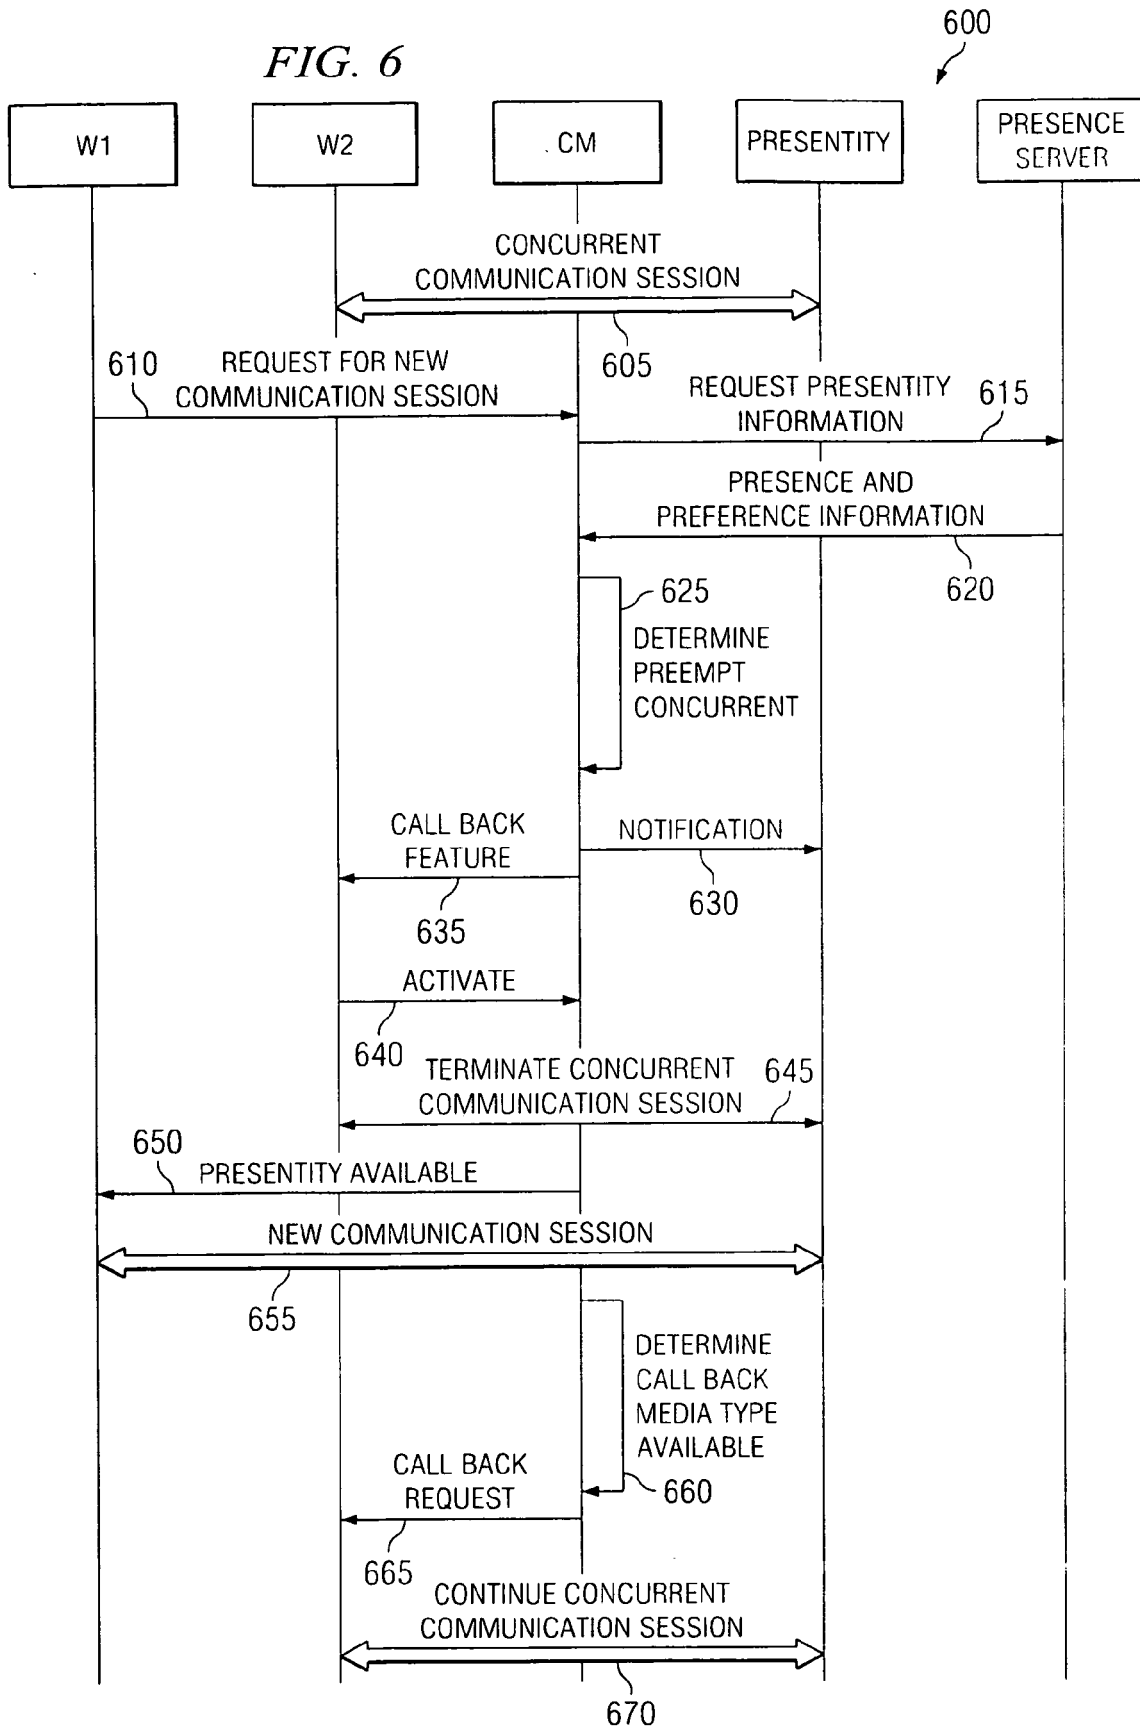 600
FIG. 6
W1
W2
CM
PRESENTITY
PRESENCE
SERVER
CONCURRENT
COMMUNICATION SESSION
605
610
REQUEST FOR NEW
COMMUNICATION SESSION
REQUEST PRESENTITY
INFORMATION
615
PRESENCE AND
PREFERENCE INFORMATION
620
625
DETERMINE
PREEMPT
CONCURRENT
CALL BACK
FEATURE
635
NOTIFICATION
630
ACTIVATE
640
TERMINATE CONCURRENT
COMMUNICATION SESSION
645
650
PRESENTITY AVAILABLE
NEW COMMUNICATION SESSION
655
DETERMINE
CALL BACK
MEDIA TYPE
AVAILABLE
660
CALL BACK
REQUEST
665
CONTINUE CONCURRENT
COMMUNICATION SESSION
670